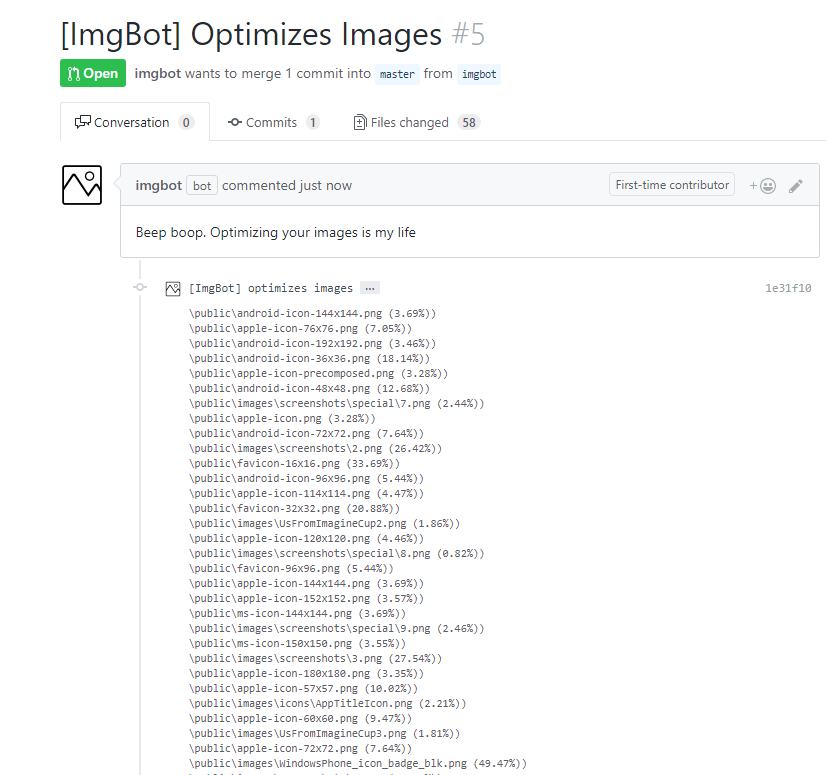 [ImgBot] Optimizes Images #5
Open imgbot wants to merge 1 commit into master from imgbot
Conversation 0 Commits 1 Files changed 58
imgbot bot commented just now First-time contributor +
Beep boop. Optimizing your images is my life
[ImgBot] optimizes images ... 1e31f10
\public\android-icon-144x144.png (3.69%))
\public\apple-icon-76x76.png (7.05%))
\public\android-icon-192x192.png (3.46%))
\public\android-icon-36x36.png (18.14%))
\public\apple-icon-precomposed.png (3.28%))
\public\android-icon-48x48.png (12.68%))
\public\images\screenshots\special\7.png (2.44%))
\public\apple-icon.png (3.28%))
\public\android-icon-72x72.png (7.64%))
\public\images\screenshots\2.png (26.42%))
\public\favicon-16x16.png (33.69%))
\public\android-icon-96x96.png (5.44%))
\public\apple-icon-114x114.png (4.47%))
\public\favicon-32x32.png (20.88%))
\public\images\UsFromImagineCup2.png (1.86%))
\public\apple-icon-120x120.png (4.46%))
\public\images\screenshots\special\8.png (0.82%))
\public\favicon-96x96.png (5.44%))
\public\apple-icon-144x144.png (3.69%))
\public\apple-icon-152x152.png (3.57%))
\public\ms-icon-144x144.png (3.69%))
\public\images\screenshots\special\9.png (2.46%))
\public\ms-icon-150x150.png (3.55%))
\public\images\screenshots\3.png (27.54%))
\public\apple-icon-180x180.png (3.35%))
\public\apple-icon-57x57.png (10.02%))
\public\images\icons\AppTitleIcon.png (2.21%))
\public\apple-icon-60x60.png (9.47%))
\public\images\UsFromImagineCup3.png (1.81%))
\public\apple-icon-72x72.png (7.64%))
\public\images\WindowsPhone_icon_badge_blk.png (49.47%))